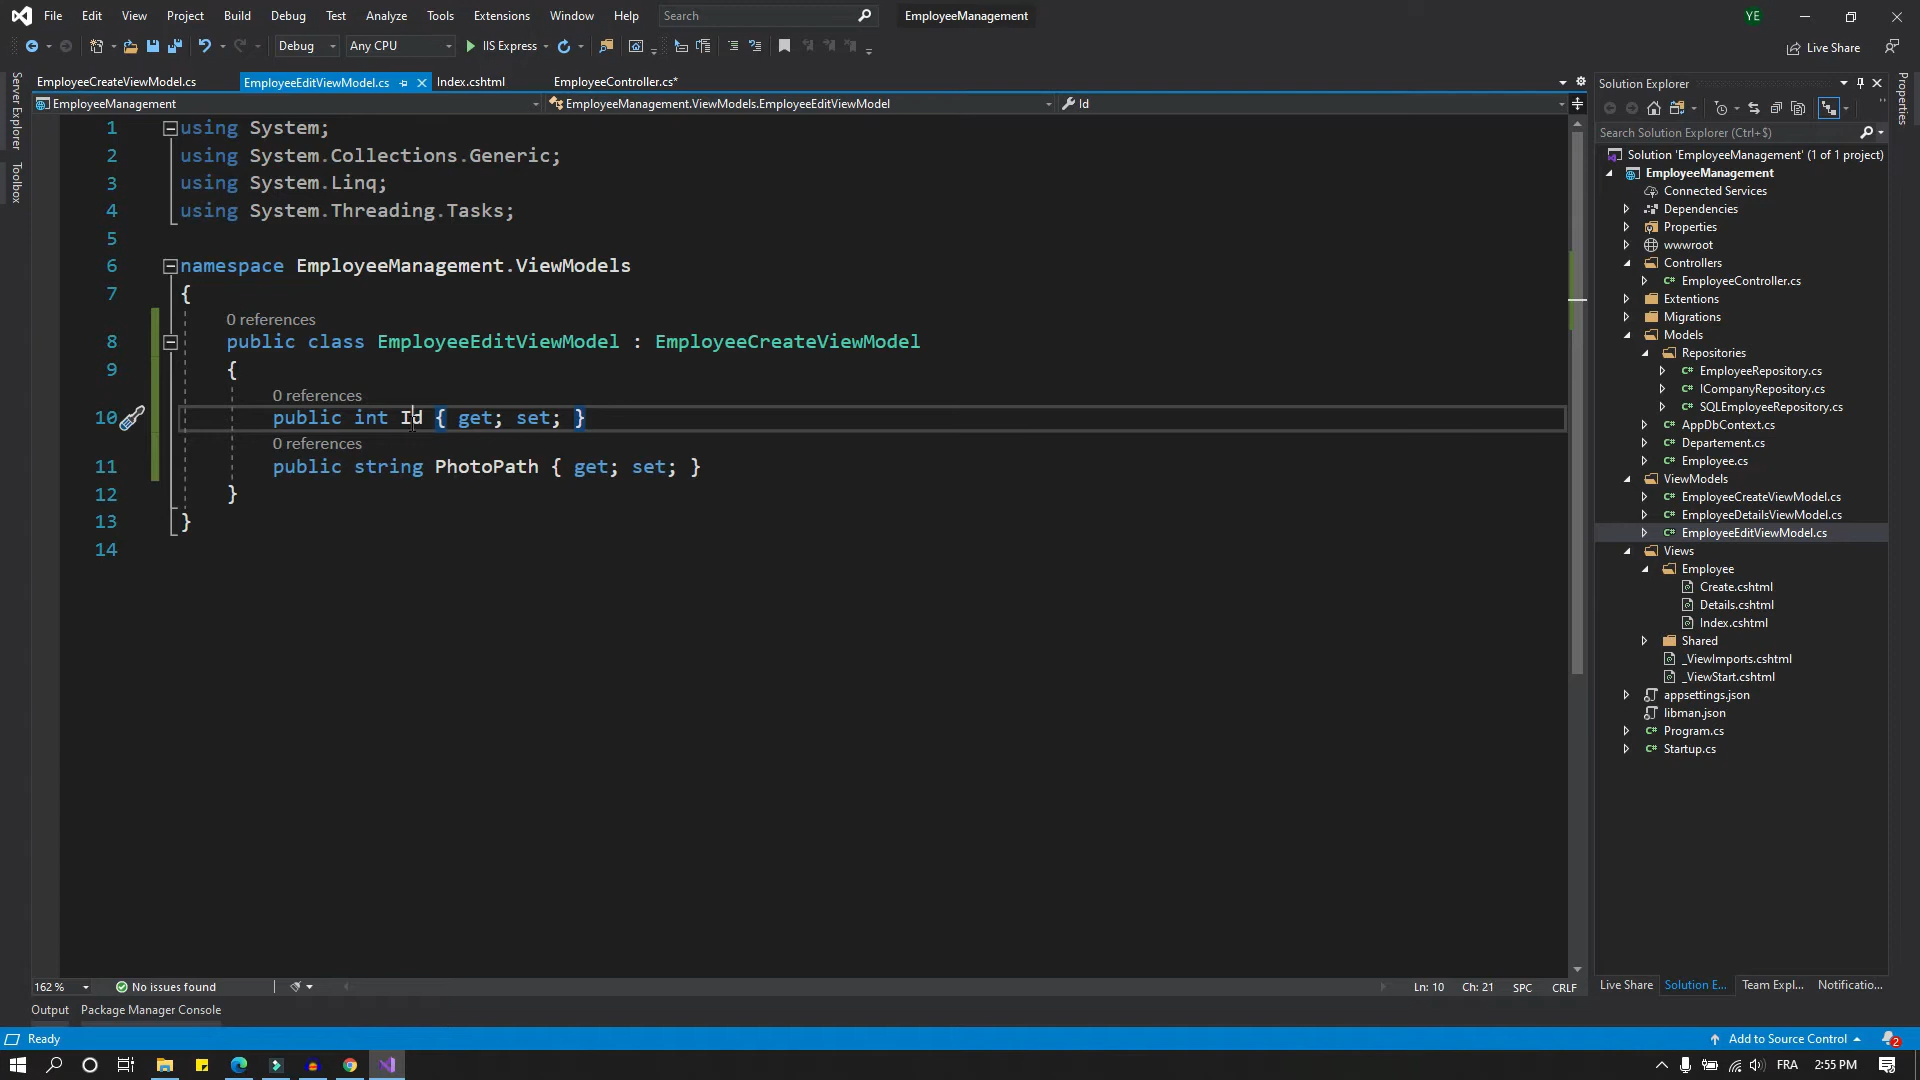 File Edit View Project Build Debug Test Analyze Tools Extensions Window Help Search EmployeeManagement YE
Debug Any CPU IIS Express Live Share
EmployeeCreateViewModel.cs EmployeeEditViewModel.cs Index.cshtml EmployeeController.cs*
EmployeeManagement EmployeeManagement.ViewModels.EmployeeEditViewModel Id
Server Explorer
Toolbox
1 using System;
2 using System.Collections.Generic;
3 using System.Linq;
4 using System.Threading.Tasks;
5
6 namespace EmployeeManagement.ViewModels
7 {
0 references
8 public class EmployeeEditViewModel : EmployeeCreateViewModel
9 {
0 references
10 public int Id { get; set; }
0 references
11 public string PhotoPath { get; set; }
12 }
13 }
14
Solution Explorer
Search Solution Explorer (Ctrl+$)
Solution 'EmployeeManagement' (1 of 1 project)
EmployeeManagement
Connected Services
Dependencies
Properties
wwwroot
Controllers
C# EmployeeController.cs
Extentions
Migrations
Models
Repositories
C# EmployeeRepository.cs
C# ICompanyRepository.cs
C# SQLEmployeeRepository.cs
C# AppDbContext.cs
C# Departement.cs
C# Employee.cs
ViewModels
C# EmployeeCreateViewModel.cs
C# EmployeeDetailsViewModel.cs
C# EmployeeEditViewModel.cs
Views
Employee
Create.cshtml
Details.cshtml
Index.cshtml
Shared
_ViewImports.cshtml
_ViewStart.cshtml
appsettings.json
libman.json
C# Program.cs
C# Startup.cs
Properties
162 % No issues found Ln: 10 Ch: 21 SPC CRLF
Live Share Solution E... Team Expl... Notificatio...
Output Package Manager Console
Ready Add to Source Control 2
FRA 2:55 PM